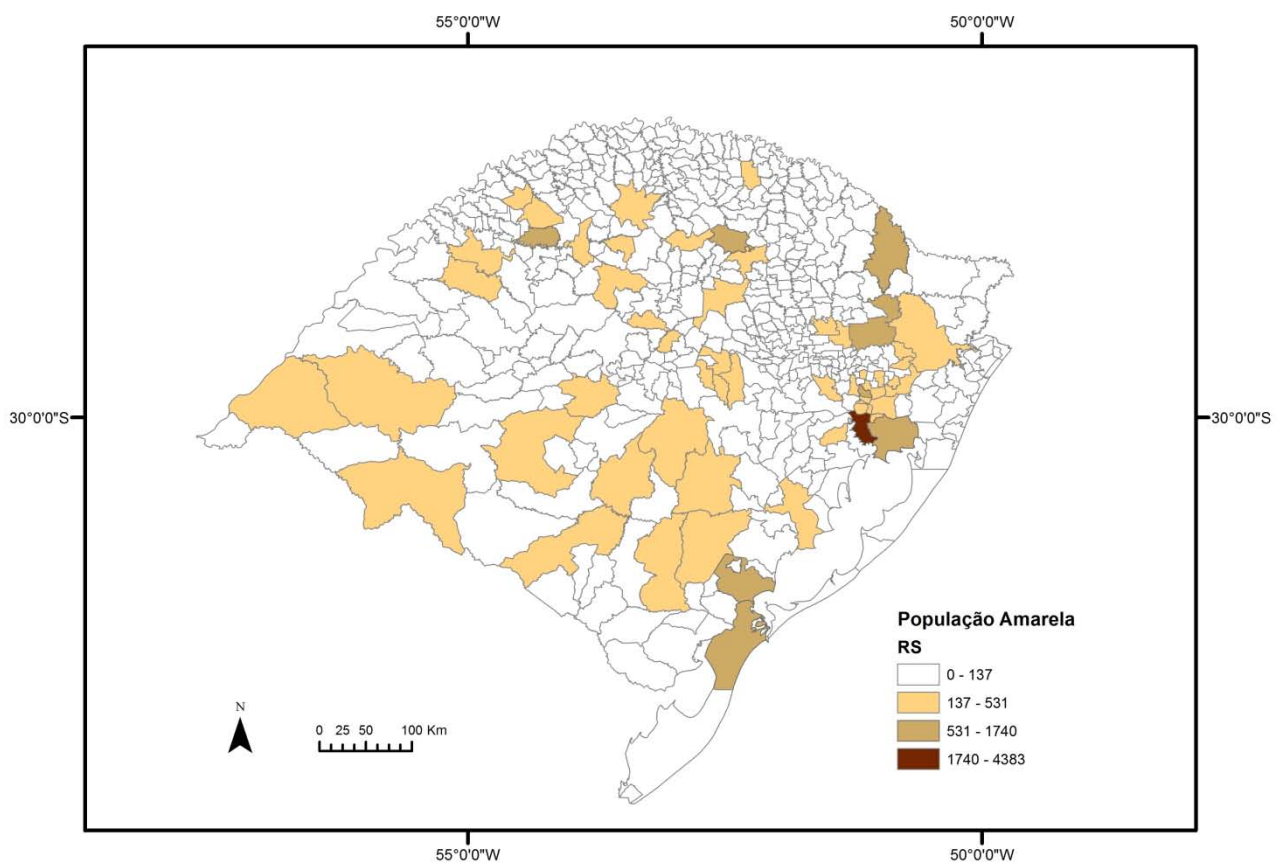 55°0'0"W 50°0'0"W
30°0'0"S 30°0'0"S
População Amarela
RS
0 - 137
137 - 531
531 - 1740
1740 - 4383
N
0 25 50 100 Km
55°0'0"W 50°0'0"W